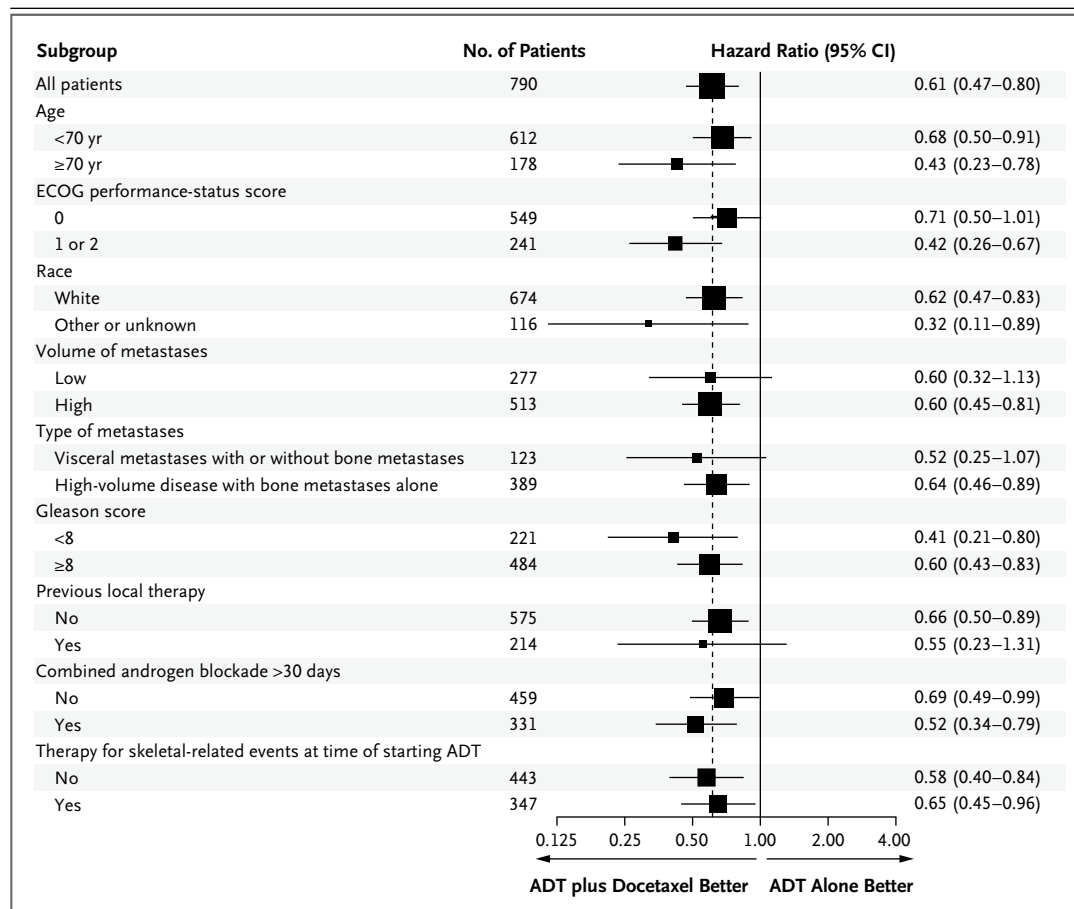 Subgroup No. of Patients Hazard Ratio (95% CI)
All patients 790 0.61 (0.47–0.80)
Age
<70 yr 612 0.68 (0.50–0.91)
≥70 yr 178 0.43 (0.23–0.78)
ECOG performance-status score
0 549 0.71 (0.50–1.01)
1 or 2 241 0.42 (0.26–0.67)
Race
White 674 0.62 (0.47–0.83)
Other or unknown 116 0.32 (0.11–0.89)
Volume of metastases
Low 277 0.60 (0.32–1.13)
High 513 0.60 (0.45–0.81)
Type of metastases
Visceral metastases with or without bone metastases 123 0.52 (0.25–1.07)
High-volume disease with bone metastases alone 389 0.64 (0.46–0.89)
Gleason score
<8 221 0.41 (0.21–0.80)
≥8 484 0.60 (0.43–0.83)
Previous local therapy
No 575 0.66 (0.50–0.89)
Yes 214 0.55 (0.23–1.31)
Combined androgen blockade >30 days
No 459 0.69 (0.49–0.99)
Yes 331 0.52 (0.34–0.79)
Therapy for skeletal-related events at time of starting ADT
No 443 0.58 (0.40–0.84)
Yes 347 0.65 (0.45–0.96)
0.125 0.25 0.50 1.00 2.00 4.00
ADT plus Docetaxel Better ADT Alone Better